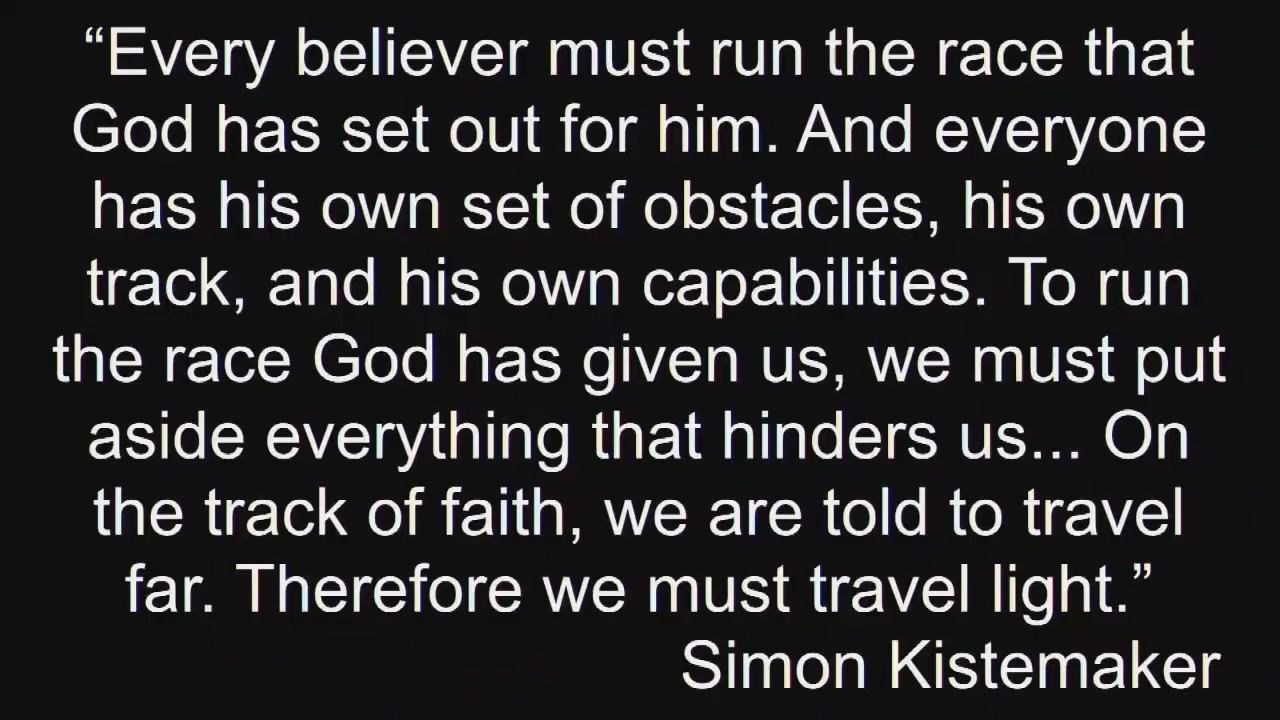 “Every believer must run the race that
God has set out for him. And everyone
has his own set of obstacles, his own
track, and his own capabilities. To run
the race God has given us, we must put
aside everything that hinders us... On
the track of faith, we are told to travel
far. Therefore we must travel light.”
Simon Kistemaker